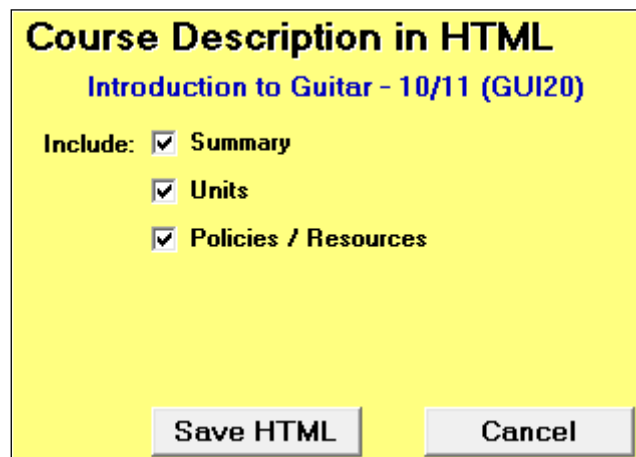 Course Description in HTML
Introduction to Guitar - 10/11 (GUI20)
Include: Summary
Units
Policies / Resources
Save HTML Cancel